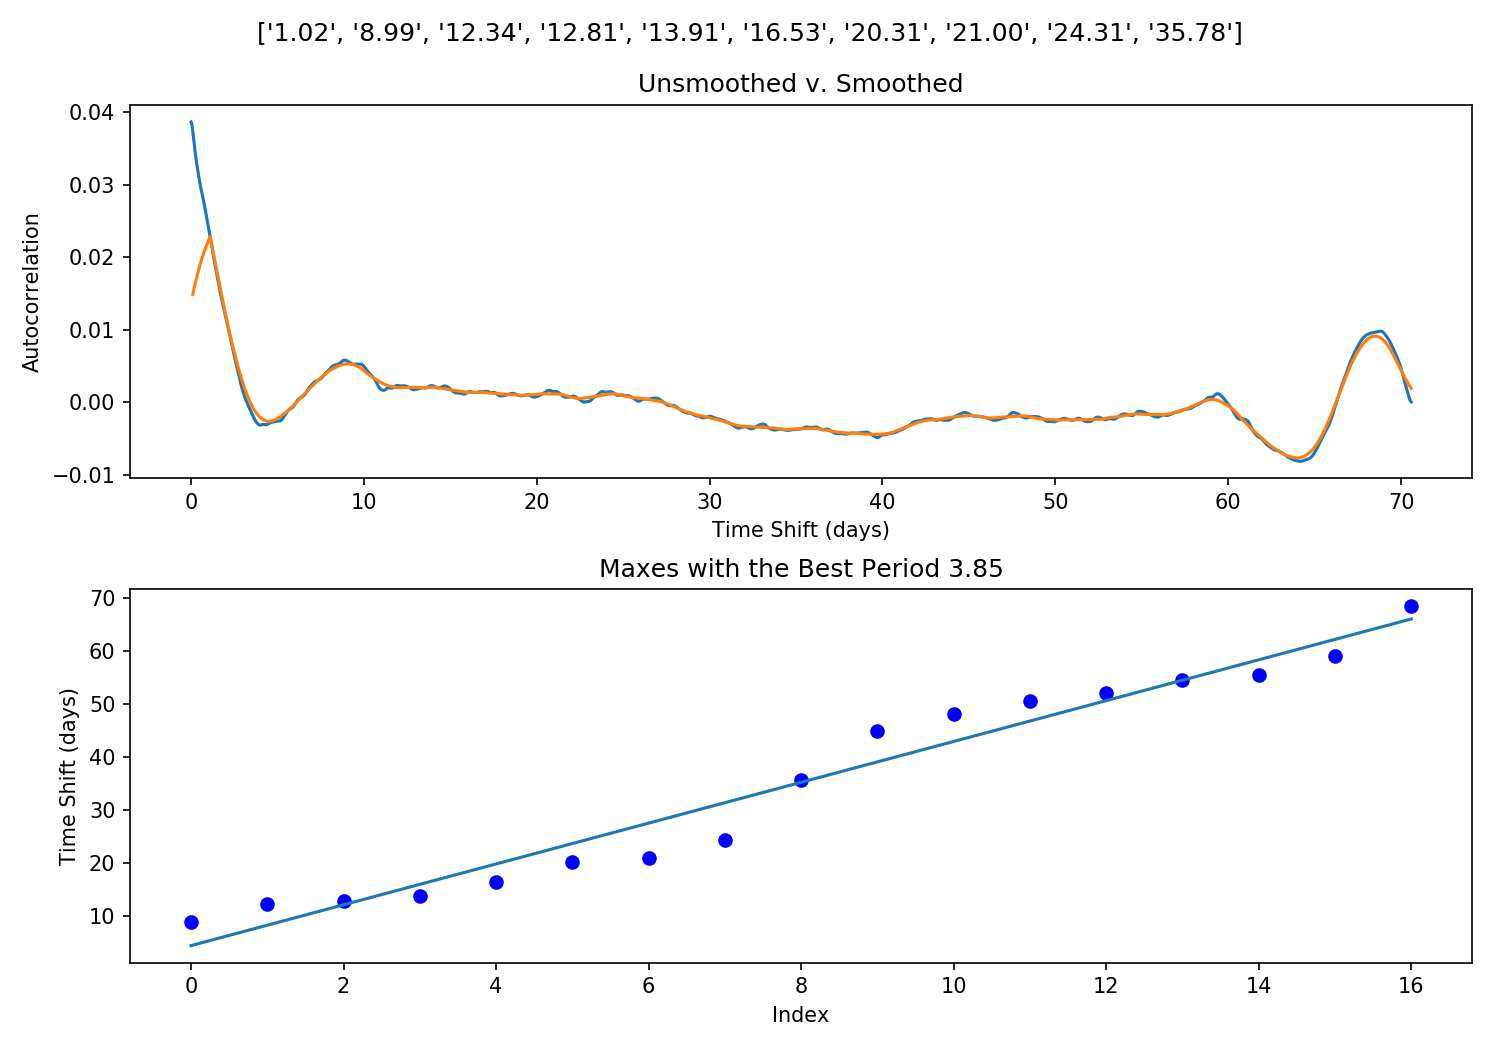 ['1.02', '8.99', '12.34', '12.81', '13.91', '16.53', '20.31', '21.00', '24.31', '35.78']
Unsmoothed v. Smoothed
0.04
0.03
0.02
0.01
0.00
−0.01
Autocorrelation
0 10 20 30 40 50 60 70
Time Shift (days)
Maxes with the Best Period 3.85
70
60
50
40
30
20
10
Time Shift (days)
0 2 4 6 8 10 12 14 16
Index